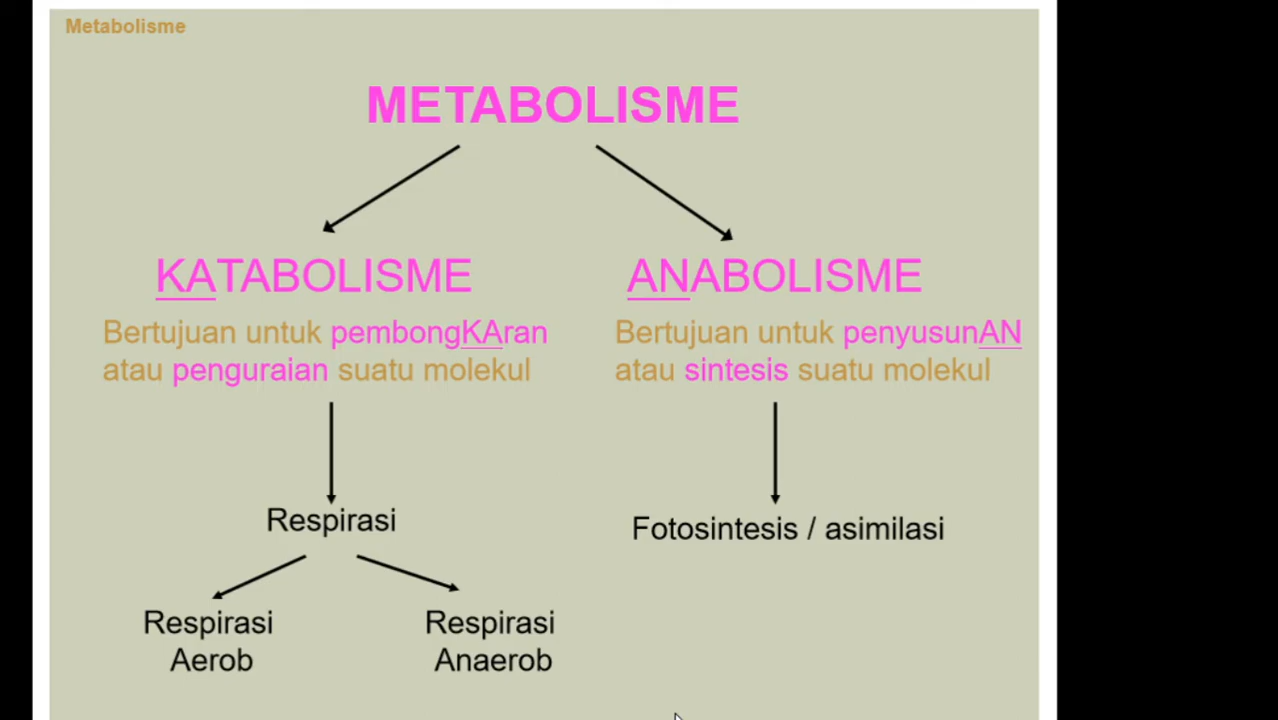 Metabolisme
METABOLISME
KATABOLISME
Bertujuan untuk pembongKAran
atau penguraian suatu molekul
ANABOLISME
Bertujuan untuk penyusunAN
atau sintesis suatu molekul
Respirasi
Fotosintesis / asimilasi
Respirasi
Aerob
Respirasi
Anaerob